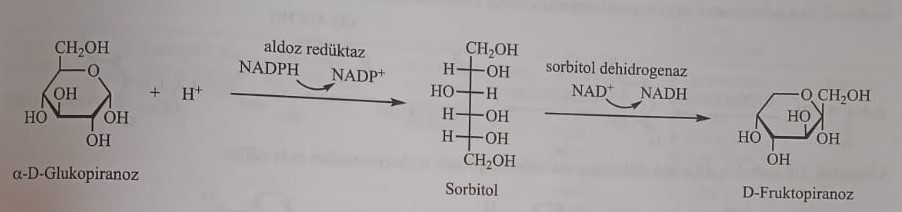 CH₂OH
O
OH
HO
OH
OH
α-D-Glukopiranoz
+ H⁺
aldoz redüktaz
NADPH NADP⁺
CH₂OH
H OH
HO H
H OH
H OH
CH₂OH
Sorbitol
sorbitol dehidrogenaz
NAD⁺ NADH
O CH₂OH
HO
HO OH
OH
D-Fruktopiranoz